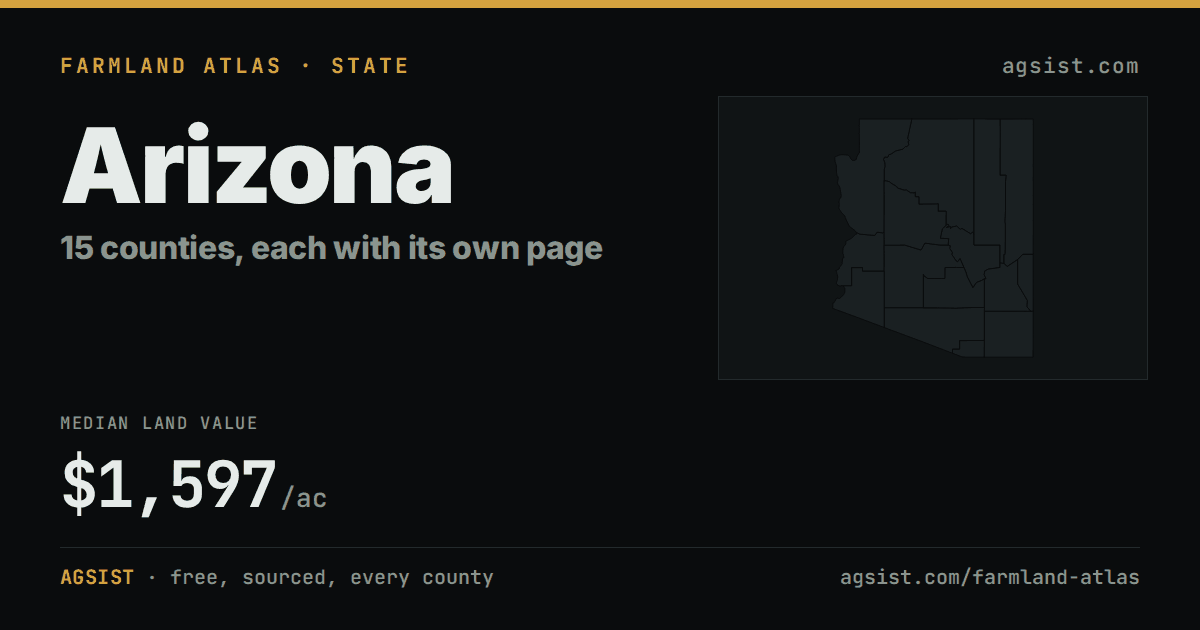 FARMLAND ATLAS · STATE
agsist.com
Arizona
15 counties, each with its own page
MEDIAN LAND VALUE
$1,597/ac
AGSIST · free, sourced, every county
agsist.com/farmland-atlas